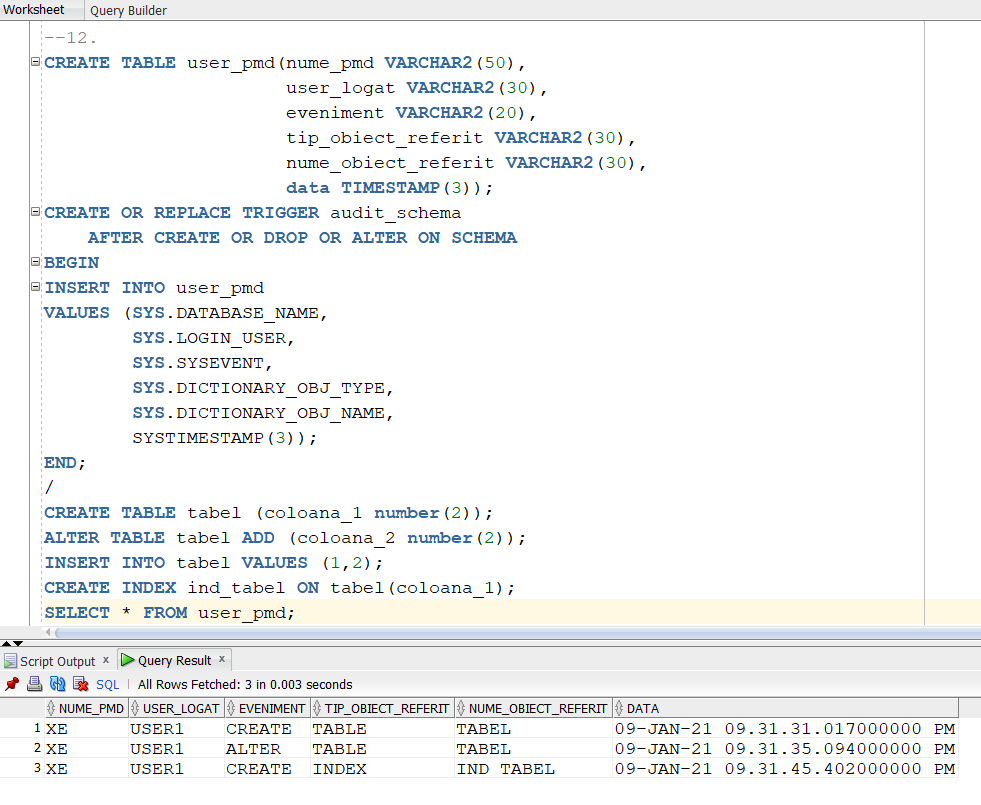 Worksheet Query Builder
--12.
CREATE TABLE user_pmd(nume_pmd VARCHAR2(50),
user_logat VARCHAR2(30),
eveniment VARCHAR2(20),
tip_obiect_referit VARCHAR2(30),
nume_obiect_referit VARCHAR2(30),
data TIMESTAMP(3));
CREATE OR REPLACE TRIGGER audit_schema
AFTER CREATE OR DROP OR ALTER ON SCHEMA
BEGIN
INSERT INTO user_pmd
VALUES (SYS.DATABASE_NAME,
SYS.LOGIN_USER,
SYS.SYSEVENT,
SYS.DICTIONARY_OBJ_TYPE,
SYS.DICTIONARY_OBJ_NAME,
SYSTIMESTAMP(3));
END;
/
CREATE TABLE tabel (coloana_1 number(2));
ALTER TABLE tabel ADD (coloana_2 number(2));
INSERT INTO tabel VALUES (1,2);
CREATE INDEX ind_tabel ON tabel(coloana_1);
SELECT * FROM user_pmd;
Script Output x Query Result x
SQL | All Rows Fetched: 3 in 0.003 seconds
NUME_PMD USER_LOGAT EVENIMENT TIP_OBIECT_REFERIT NUME_OBIECT_REFERIT DATA
1 XE USER1 CREATE TABLE TABEL 09-JAN-21 09.31.31.017000000 PM
2 XE USER1 ALTER TABLE TABEL 09-JAN-21 09.31.35.094000000 PM
3 XE USER1 CREATE INDEX IND_TABEL 09-JAN-21 09.31.45.402000000 PM